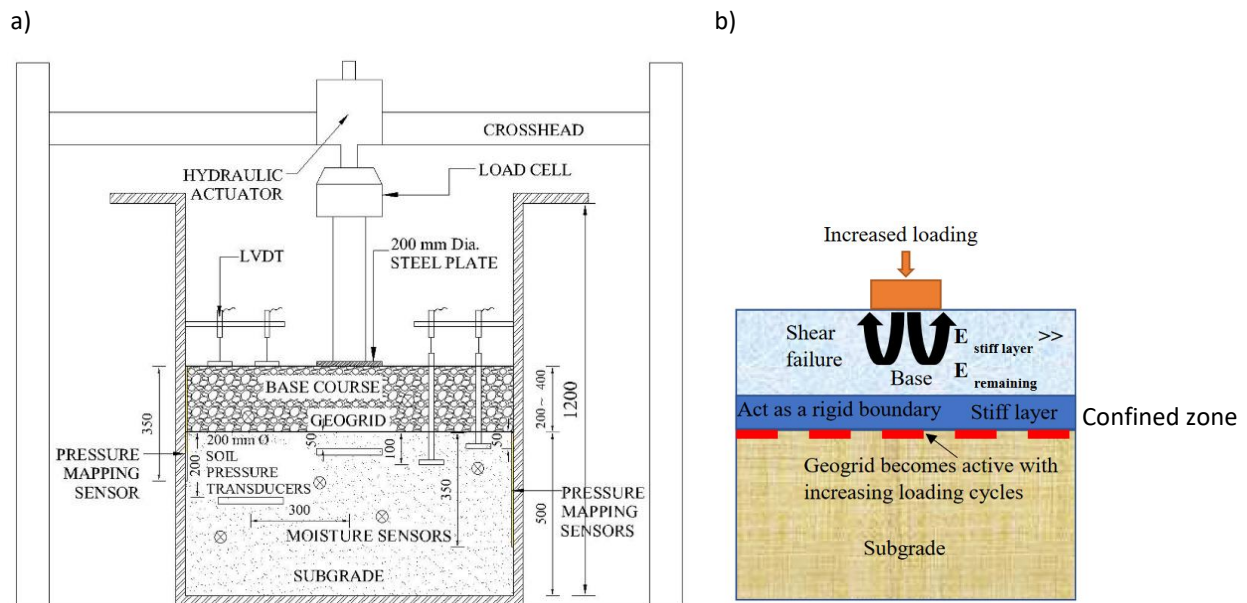 a)
CROSSHEAD
HYDRAULIC
ACTUATOR
LOAD CELL
LVDT
200 mm Dia.
STEEL PLATE
BASE COURSE
GEOGRID
200 ~ 400
1200
350
50
50
100
200 mm Ø
SOIL
PRESSURE
TRANSDUCERS
200
PRESSURE
MAPPING
SENSOR
300
350
500
PRESSURE
MAPPING
SENSORS
MOISTURE SENSORS
SUBGRADE
b)
Increased loading
Shear
failure
Base
E stiff layer >>
E remaining
Act as a rigid boundary
Stiff layer
Confined zone
Geogrid becomes active with
increasing loading cycles
Subgrade